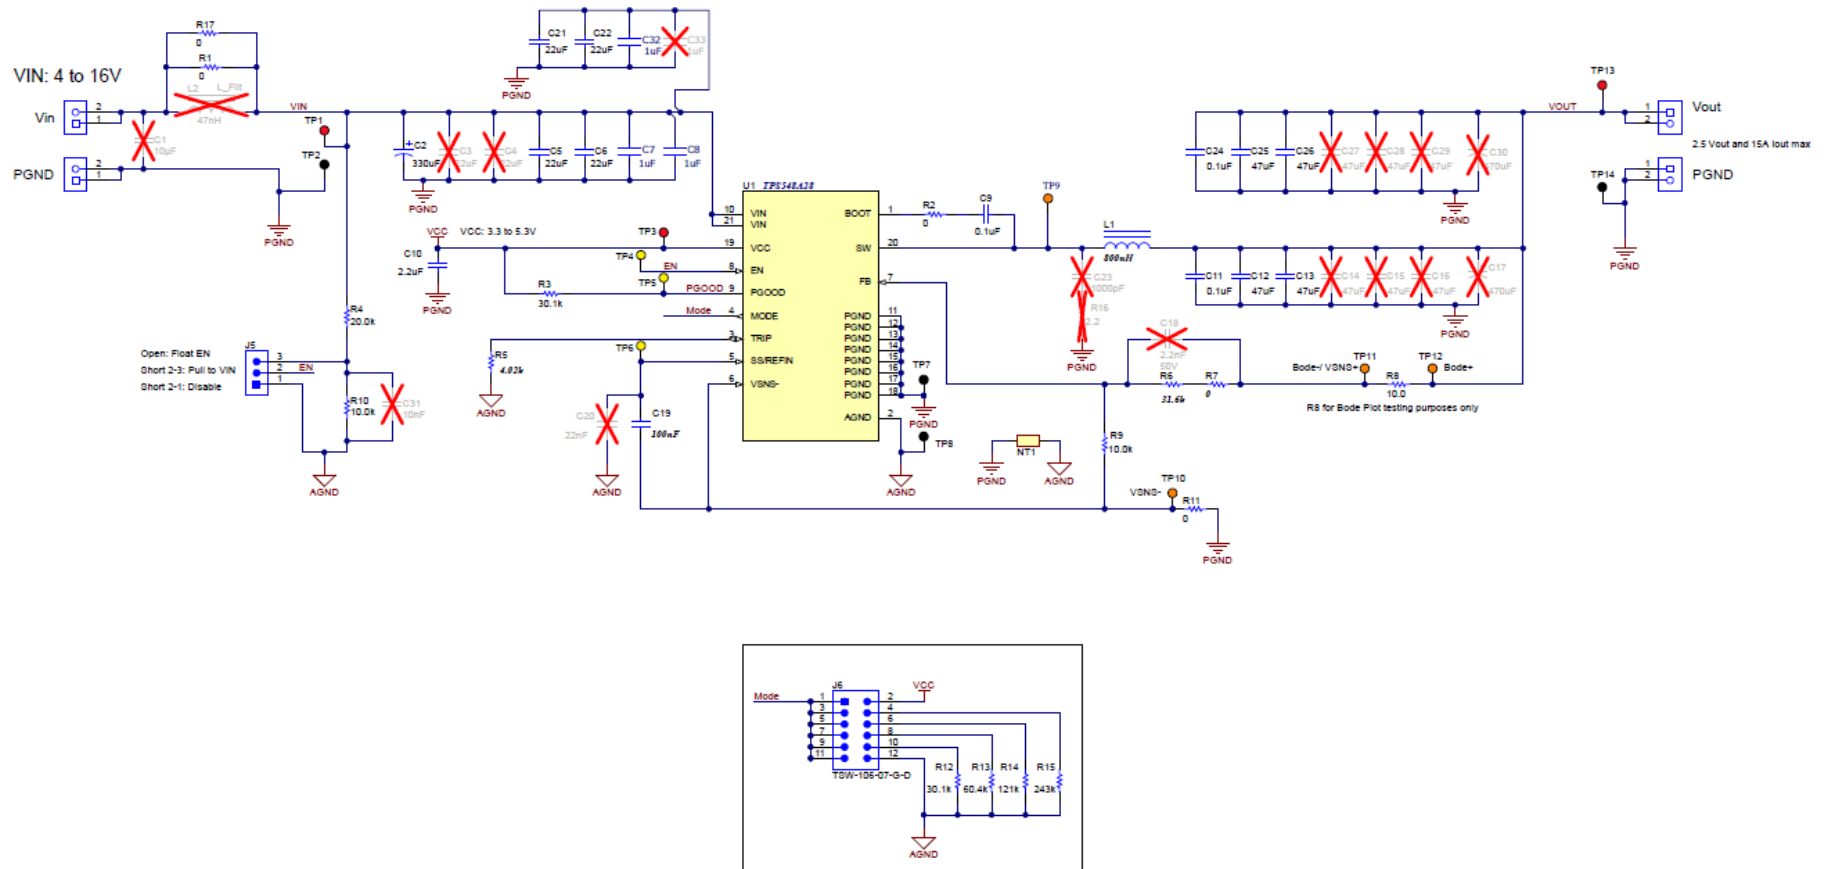 R17
0
R1
0
L2 L_Filt
47nH
VIN: 4 to 16V
Vin
2
1
PGND
2
1
C1
10µF
VIN
TP1
TP2
PGND
C21
22uF
C22
22uF
C32
1uF
C33
1uF
PGND
C2
330uF
C3
22uF
C4
22uF
C5
22uF
C6
22uF
C7
1uF
C8
1uF
PGND
U1 TPS548A28
10 VIN
21 VIN
19 VCC
8 EN
9 PGOOD
4 MODE
3 TRIP
5 SS/REFIN
6 VSNS-
BOOT 1
SW 20
FB 7
PGND 11
PGND 12
PGND 13
PGND 14
PGND 15
PGND 16
PGND 17
PGND 18
AGND 2
VCC
VCC: 3.3 to 5.3V
C10
2.2uF
PGND
TP3
TP4
EN
TP5
PGOOD
R3
30.1k
Mode
R5
4.02k
AGND
TP6
C20
22nF
AGND
C19
100nF
R4
20.0k
R10
10.0k
C31
10nF
AGND
Open: Float EN
Short 2-3: Pull to VIN
Short 2-1: Disable
J5
3
2
1
EN
R2
0
C9
0.1uF
TP9
L1
800nH
C23
1000pF
R16
2.2
PGND
C24
0.1uF
C25
47uF
C26
47uF
C27
47uF
C28
47uF
C29
47uF
C30
470uF
PGND
C11
0.1uF
C12
47uF
C13
47uF
C14
47uF
C15
47uF
C16
47uF
C17
470uF
PGND
VOUT
TP13
1
2
Vout
2.5 Vout and 15A Iout max
1
2
PGND
TP14
PGND
C18
2.2nF
50V
R6
31.6k
R7
0
TP11
Bode-/ VSNS+
R8
10.0
TP12
Bode+
R8 for Bode Plot testing purposes only
R9
10.0k
TP7
PGND
TP8
AGND
NT1
PGND
AGND
TP10
VSNS-
R11
0
PGND
Mode
J6
1
3
5
7
9
11
2
4
6
8
10
12
TSW-106-07-G-D
VCC
R12
30.1k
R13
60.4k
R14
121k
R15
243k
AGND